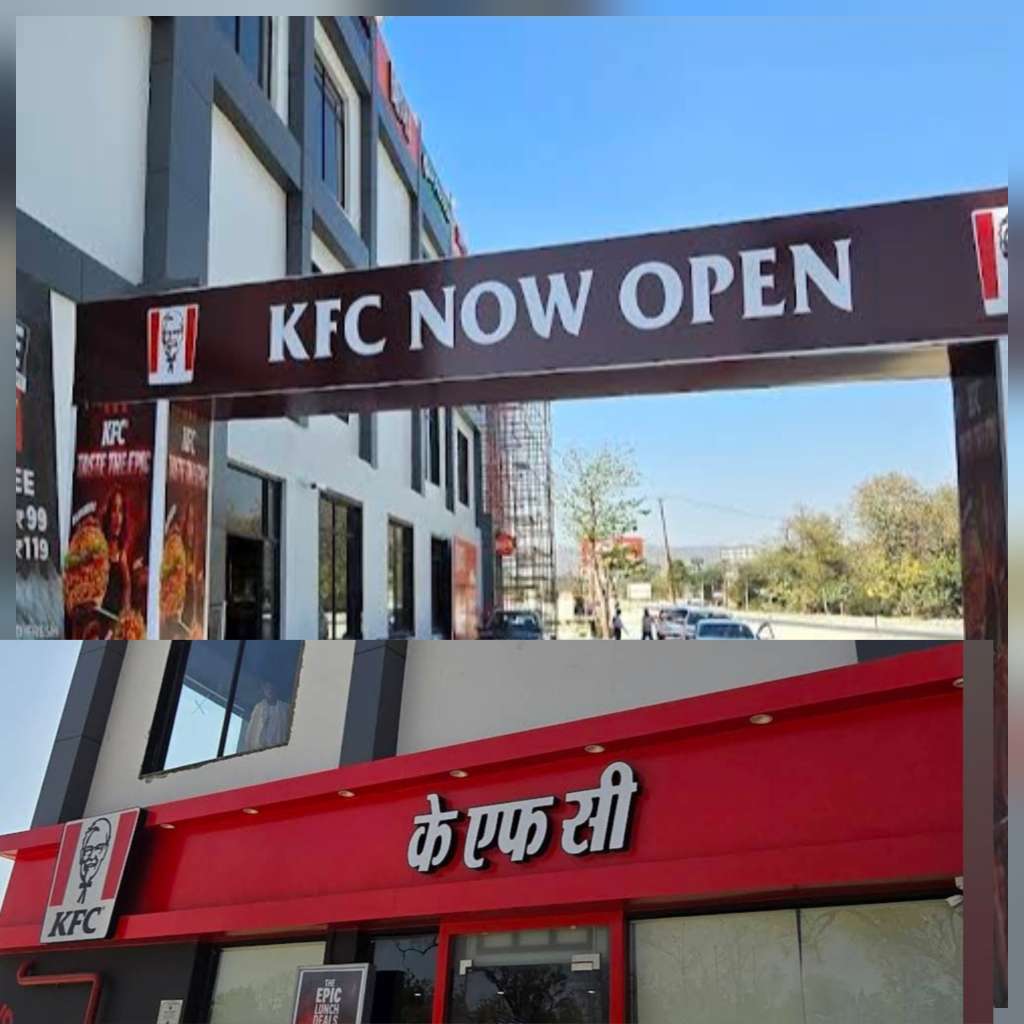 KFC NOW OPEN
KFC
TASTE THE EPIC
₹99
₹119
के एफ सी
KFC
THE
EPIC
LUNCH
DEALS